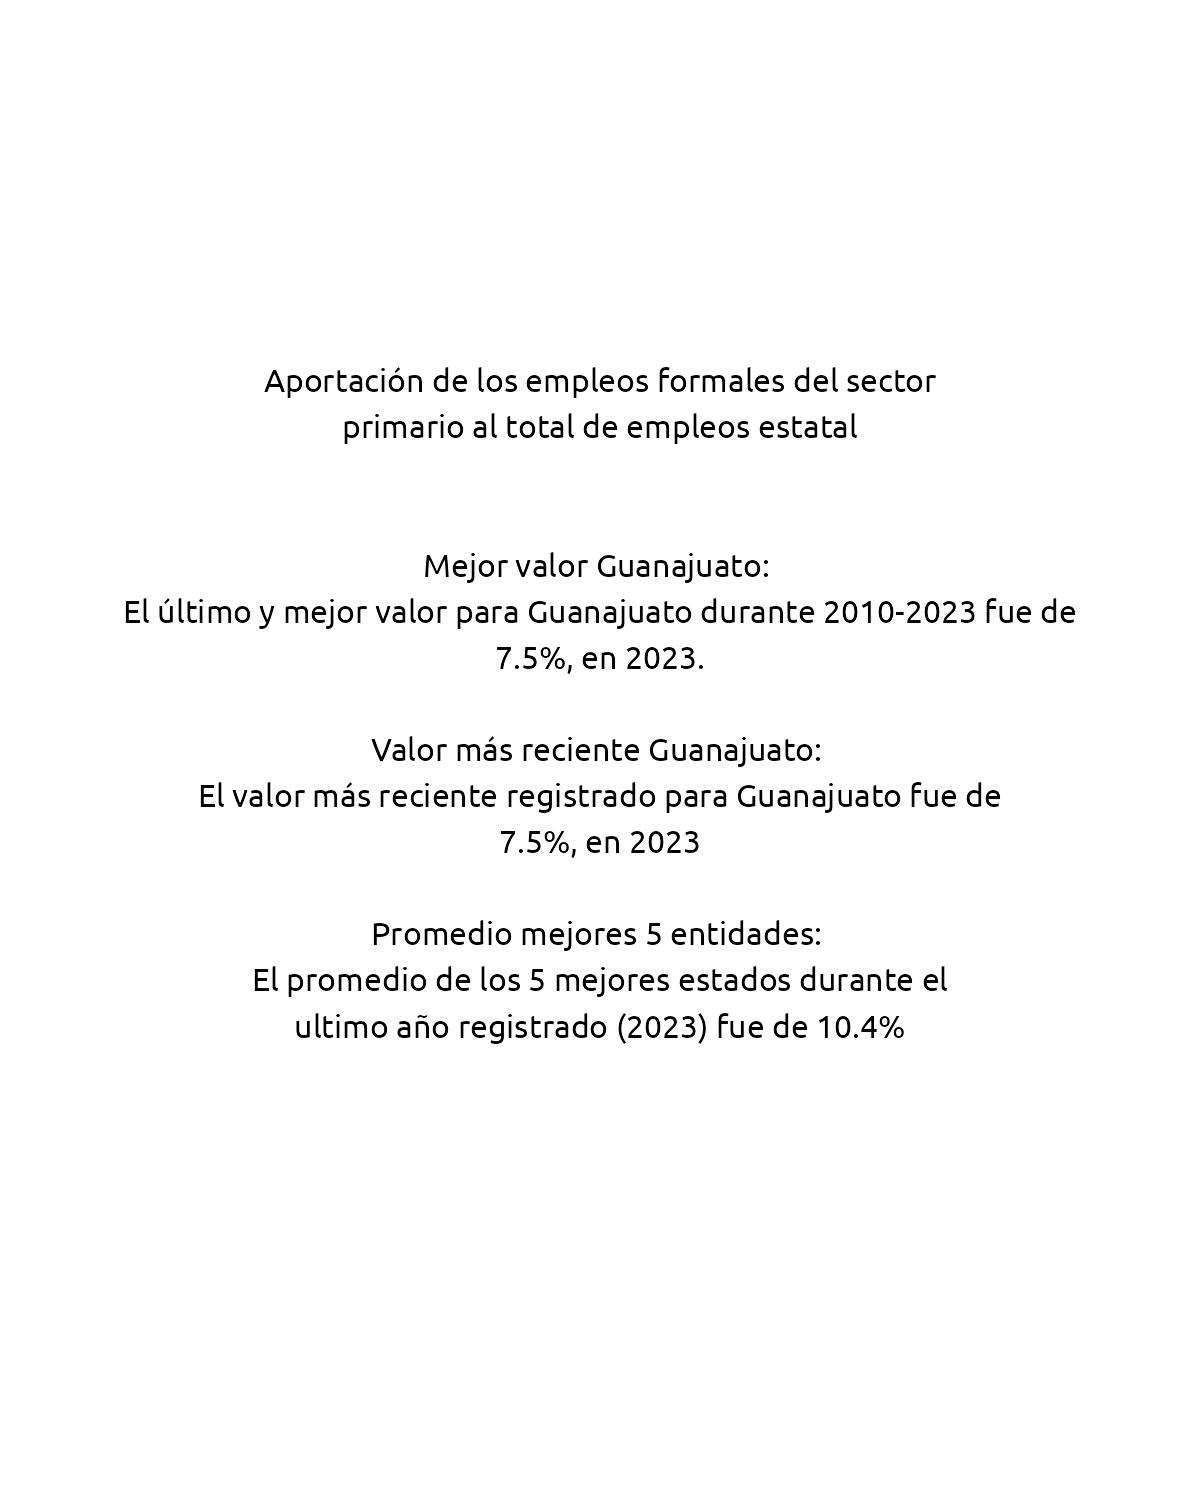 Aportación de los empleos formales del sector
primario al total de empleos estatal
Mejor valor Guanajuato:
El último y mejor valor para Guanajuato durante 2010-2023 fue de
7.5%, en 2023.
Valor más reciente Guanajuato:
El valor más reciente registrado para Guanajuato fue de
7.5%, en 2023
Promedio mejores 5 entidades:
El promedio de los 5 mejores estados durante el
ultimo año registrado (2023) fue de 10.4%